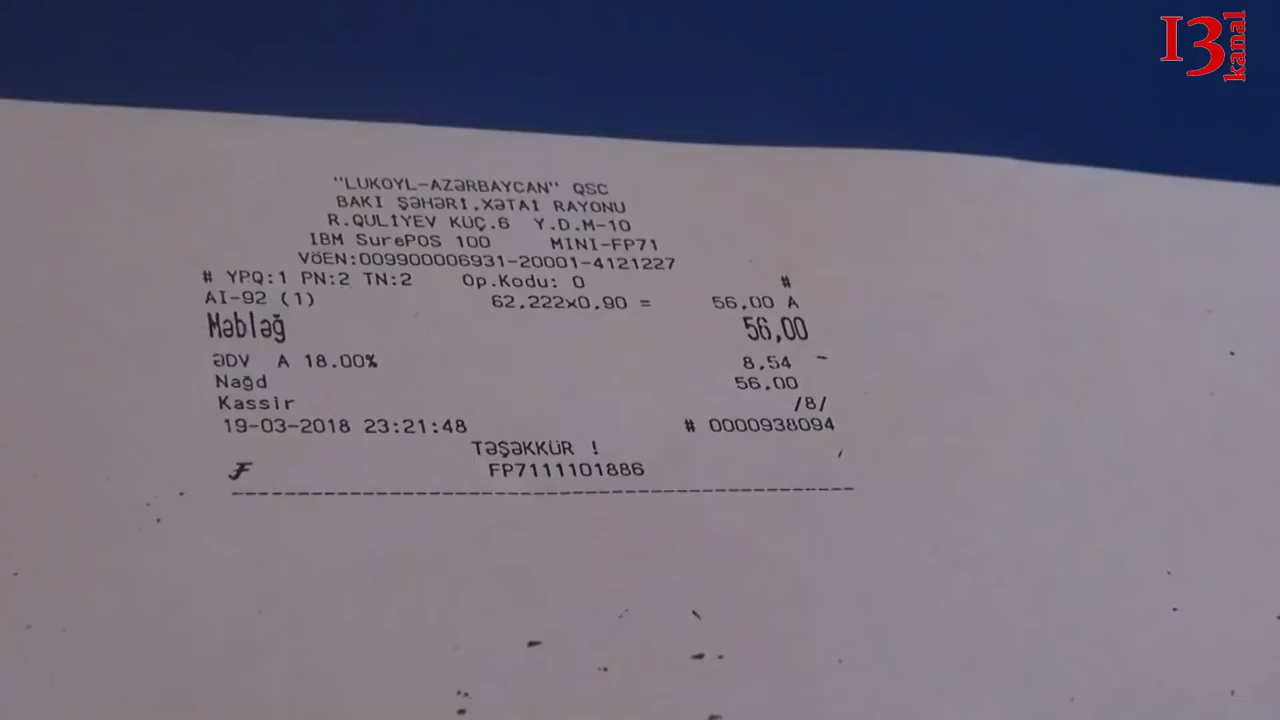 13 kanal
"LUKOYL-AZƏRBAYCAN" QSC
BAKI ŞƏHƏRI.XƏTAI RAYONU
R.QULIYEV KÜÇ.6 Y.D.M-10
IBM SurePOS 100 MINI-FP71
VöEN:009900006931-20001-4121227
# YPQ:1 PN:2 TN:2 Op.Kodu: 0 #
AI-92 (1) 62,222x0,90 = 56,00 A
Məbləğ 56,00
ƏDV A 18.00% 8,54
Nağd 56,00
Kassir /8/
19-03-2018 23:21:48 # 0000938094
TƏŞƏKKÜR !
FP7111101886